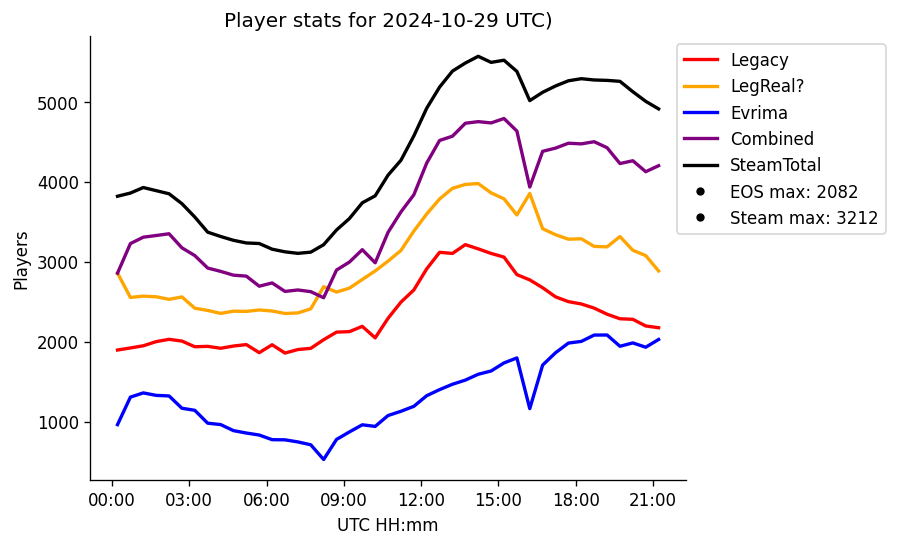 Player stats for 2024-10-29 UTC)
Legacy
LegReal?
Evrima
Combined
SteamTotal
EOS max: 2082
Steam max: 3212
Players
5000
4000
3000
2000
1000
00:00 03:00 06:00 09:00 12:00 15:00 18:00 21:00
UTC HH:mm